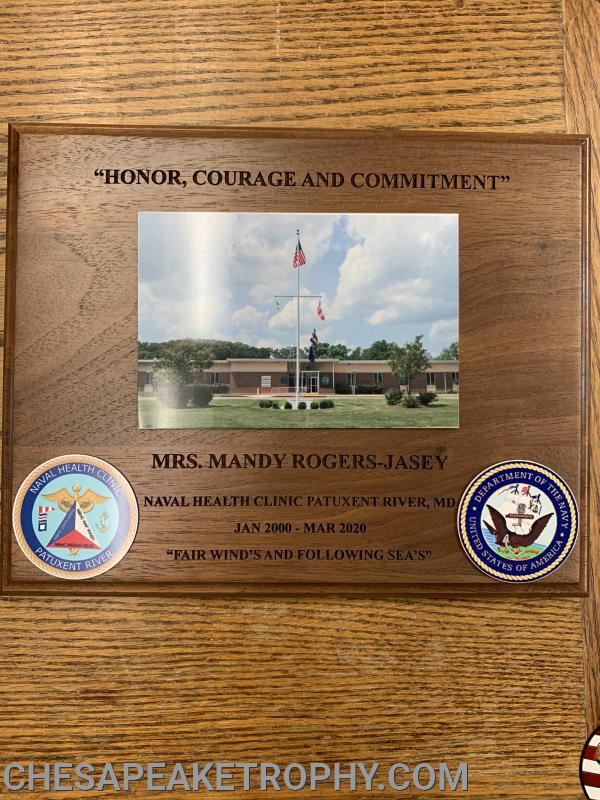 “HONOR, COURAGE AND COMMITMENT”
MRS. MANDY ROGERS-JASEY
NAVAL HEALTH CLINIC PATUXENT RIVER, MD
JAN 2000 - MAR 2020
“FAIR WIND’S AND FOLLOWING SEA’S”
NAVAL HEALTH CLINIC
PATUXENT RIVER
DEPARTMENT OF THE NAVY
UNITED STATES OF AMERICA
CHESAPEAKETROPHY.COM